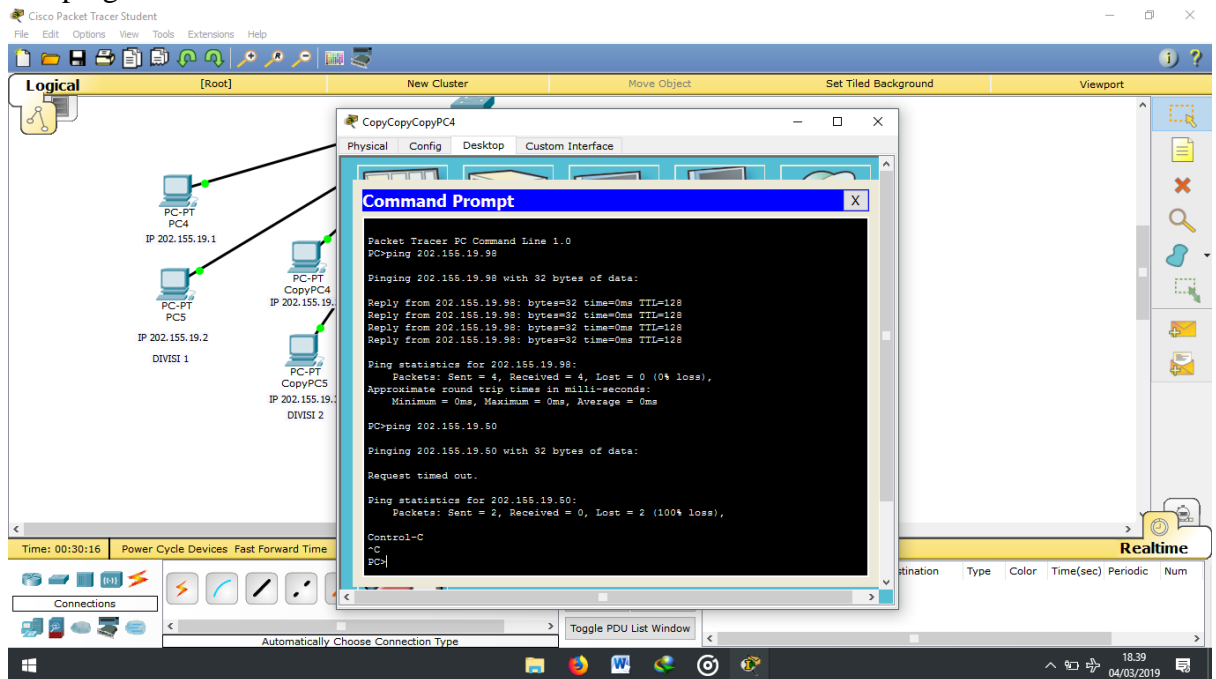 Cisco Packet Tracer Student
File Edit Options View Tools Extensions Help
Logical [Root] New Cluster Move Object Set Tiled Background Viewport
CopyCopyCopyPC4
Physical Config Desktop Custom Interface
Command Prompt X
Packet Tracer PC Command Line 1.0
PC>ping 202.155.19.98
Pinging 202.155.19.98 with 32 bytes of data:
Reply from 202.155.19.98: bytes=32 time=0ms TTL=128
Reply from 202.155.19.98: bytes=32 time=0ms TTL=128
Reply from 202.155.19.98: bytes=32 time=0ms TTL=128
Reply from 202.155.19.98: bytes=32 time=0ms TTL=128
Ping statistics for 202.155.19.98:
Packets: Sent = 4, Received = 4, Lost = 0 (0% loss),
Approximate round trip times in milli-seconds:
Minimum = 0ms, Maximum = 0ms, Average = 0ms
PC>ping 202.155.19.50
Pinging 202.155.19.50 with 32 bytes of data:
Request timed out.
Ping statistics for 202.155.19.50:
Packets: Sent = 2, Received = 0, Lost = 2 (100% loss),
Control-C
^C
PC>
PC-PT
PC4
IP 202.155.19.1
PC-PT
CopyPC4
IP 202.155.19.
PC-PT
PC5
IP 202.155.19.2
DIVISI 1
PC-PT
CopyPC5
IP 202.155.19.
DIVISI 2
Time: 00:30:16 Power Cycle Devices Fast Forward Time Realtime
Connections
Automatically Choose Connection Type
Toggle PDU List Window
stination Type Color Time(sec) Periodic Num
18.39
04/03/2019